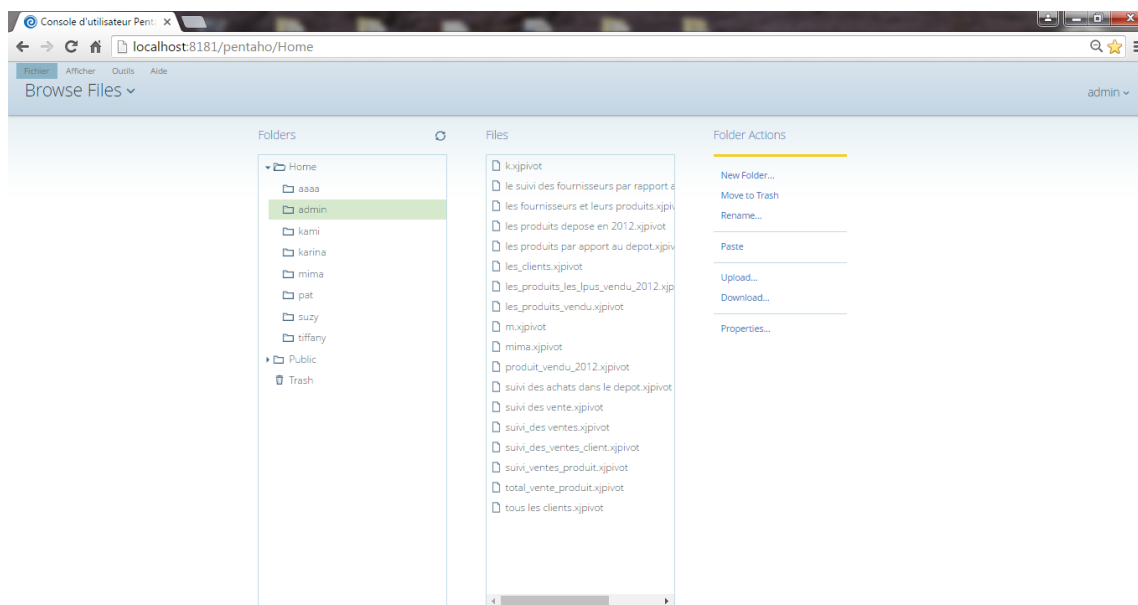 Console d'utilisateur Pent
localhost:8181/pentaho/Home
Fichier Afficher Outils Aide
Browse Files
admin
Folders
Home
aaaa
admin
kami
karina
mima
pat
suzy
tiffany
Public
Trash
Files
k.xjpivot
le suivi des fournisseurs par rapport a
les fournisseurs et leurs produits.xjpiv
les produits depose en 2012.xjpivot
les produits par apport au depot.xjpiv
les_clients.xjpivot
les_produits_les_lpus_vendu_2012.xjp
les_produits_vendu.xjpivot
m.xjpivot
mima.xjpivot
produit_vendu_2012.xjpivot
suivi des achats dans le depot.xjpivot
suivi des vente.xjpivot
suivi_des ventes.xjpivot
suivi_des_ventes_client.xjpivot
suivi_ventes_produit.xjpivot
total_vente_produit.xjpivot
tous les clients.xjpivot
Folder Actions
New Folder...
Move to Trash
Rename...
Paste
Upload...
Download...
Properties...